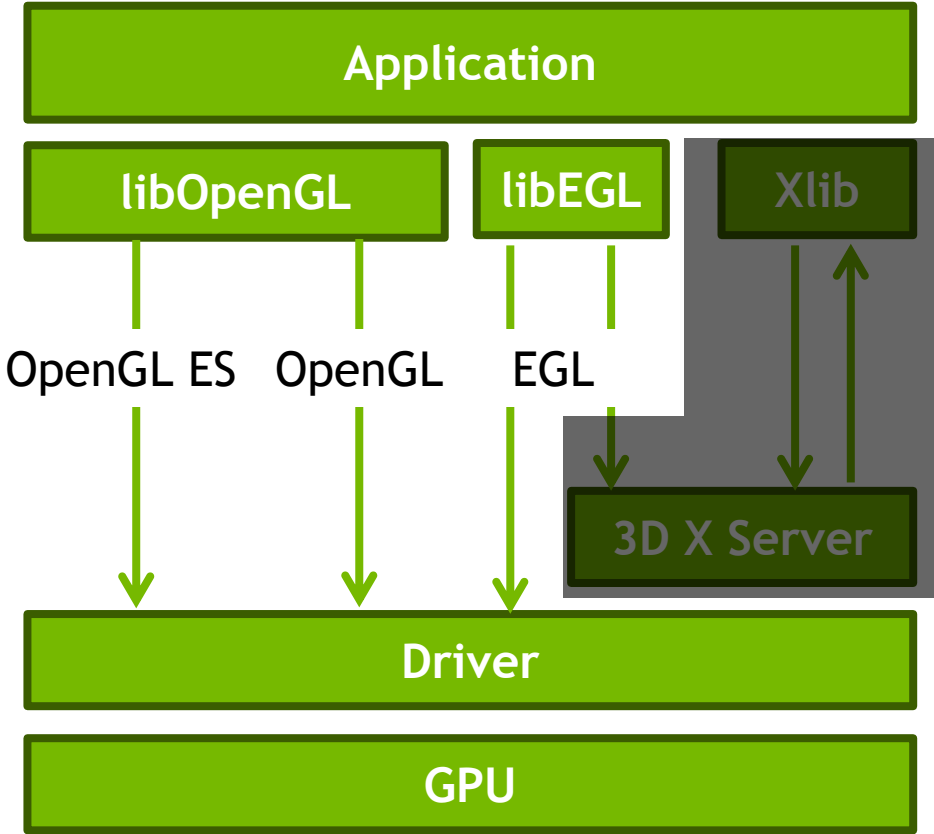 Application
libOpenGL
libEGL
Xlib
OpenGL ES
OpenGL
EGL
3D X Server
Driver
GPU